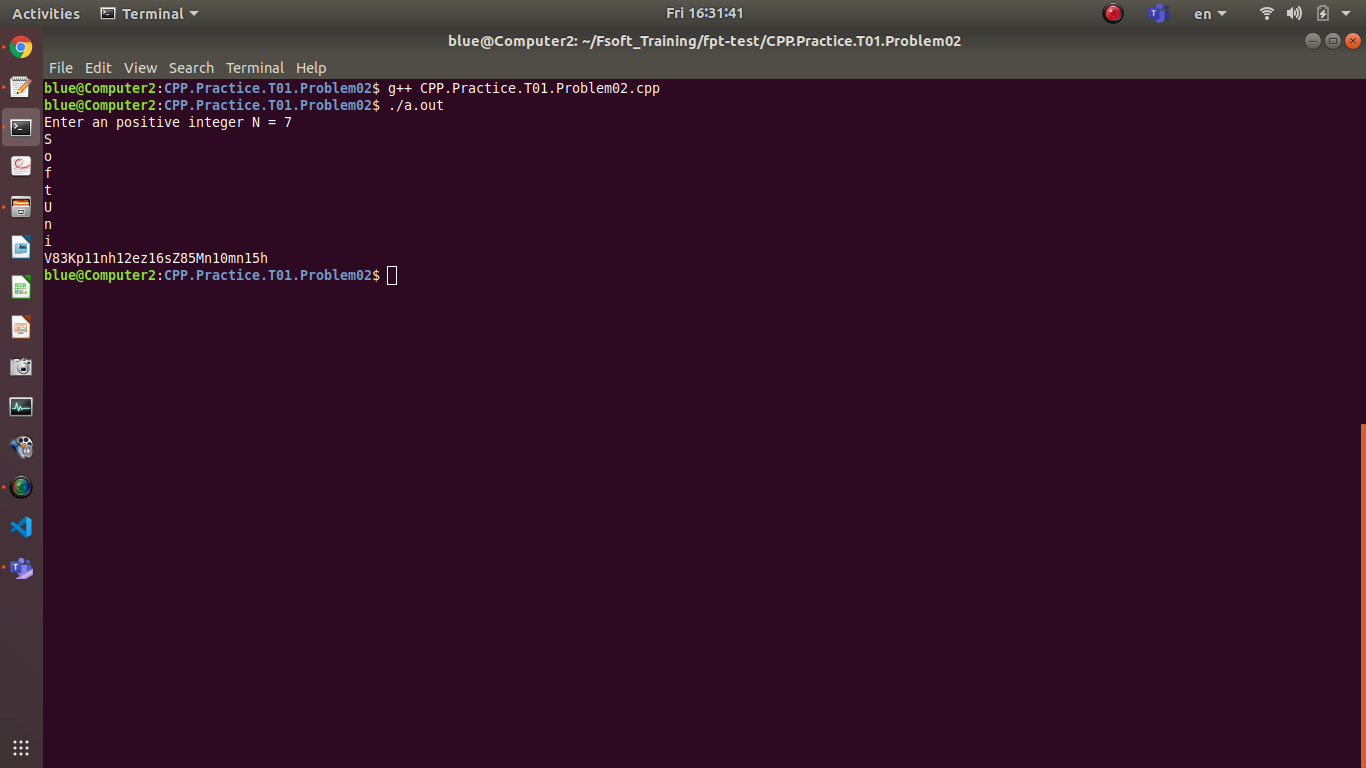 Activities Terminal Fri 16:31:41 en
blue@Computer2: ~/Fsoft_Training/fpt-test/CPP.Practice.T01.Problem02
File Edit View Search Terminal Help
blue@Computer2:CPP.Practice.T01.Problem02$ g++ CPP.Practice.T01.Problem02.cpp
blue@Computer2:CPP.Practice.T01.Problem02$ ./a.out
Enter an positive integer N = 7
S
o
f
t
U
n
i
V83Kp11nh12ez16sZ85Mn10mn15h
blue@Computer2:CPP.Practice.T01.Problem02$